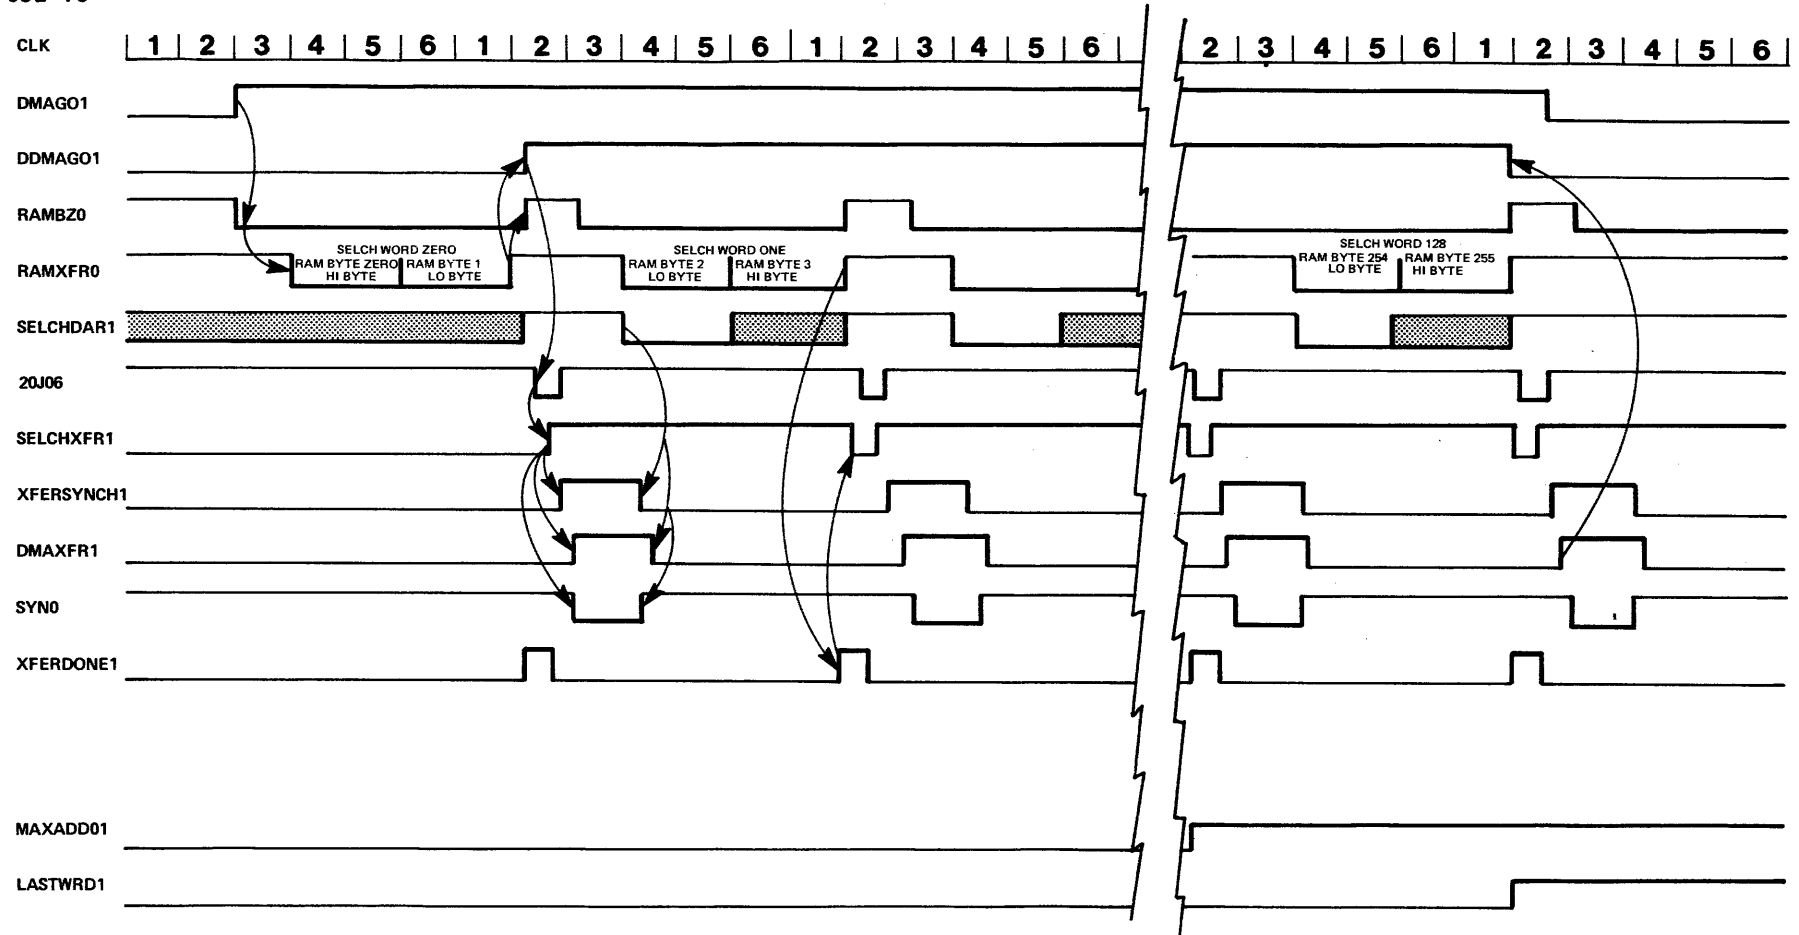 CLK 1 2 3 4 5 6 1 2 3 4 5 6 1 2 3 4 5 6 2 3 4 5 6 1 2 3 4 5 6
DMAGO1
DDMAGO1
RAMBZ0
SELCH WORD ZERO SELCH WORD ONE SELCH WORD 128
RAMXFR0 RAM BYTE ZERO RAM BYTE 1 RAM BYTE 2 RAM BYTE 3 RAM BYTE 254 RAM BYTE 255
HI BYTE LO BYTE LO BYTE HI BYTE LO BYTE HI BYTE
SELCHDAR1
20J06
SELCHXFR1
XFERSYNCH1
DMAXFR1
SYN0
XFERDONE1
MAXADD01
LASTWRD1